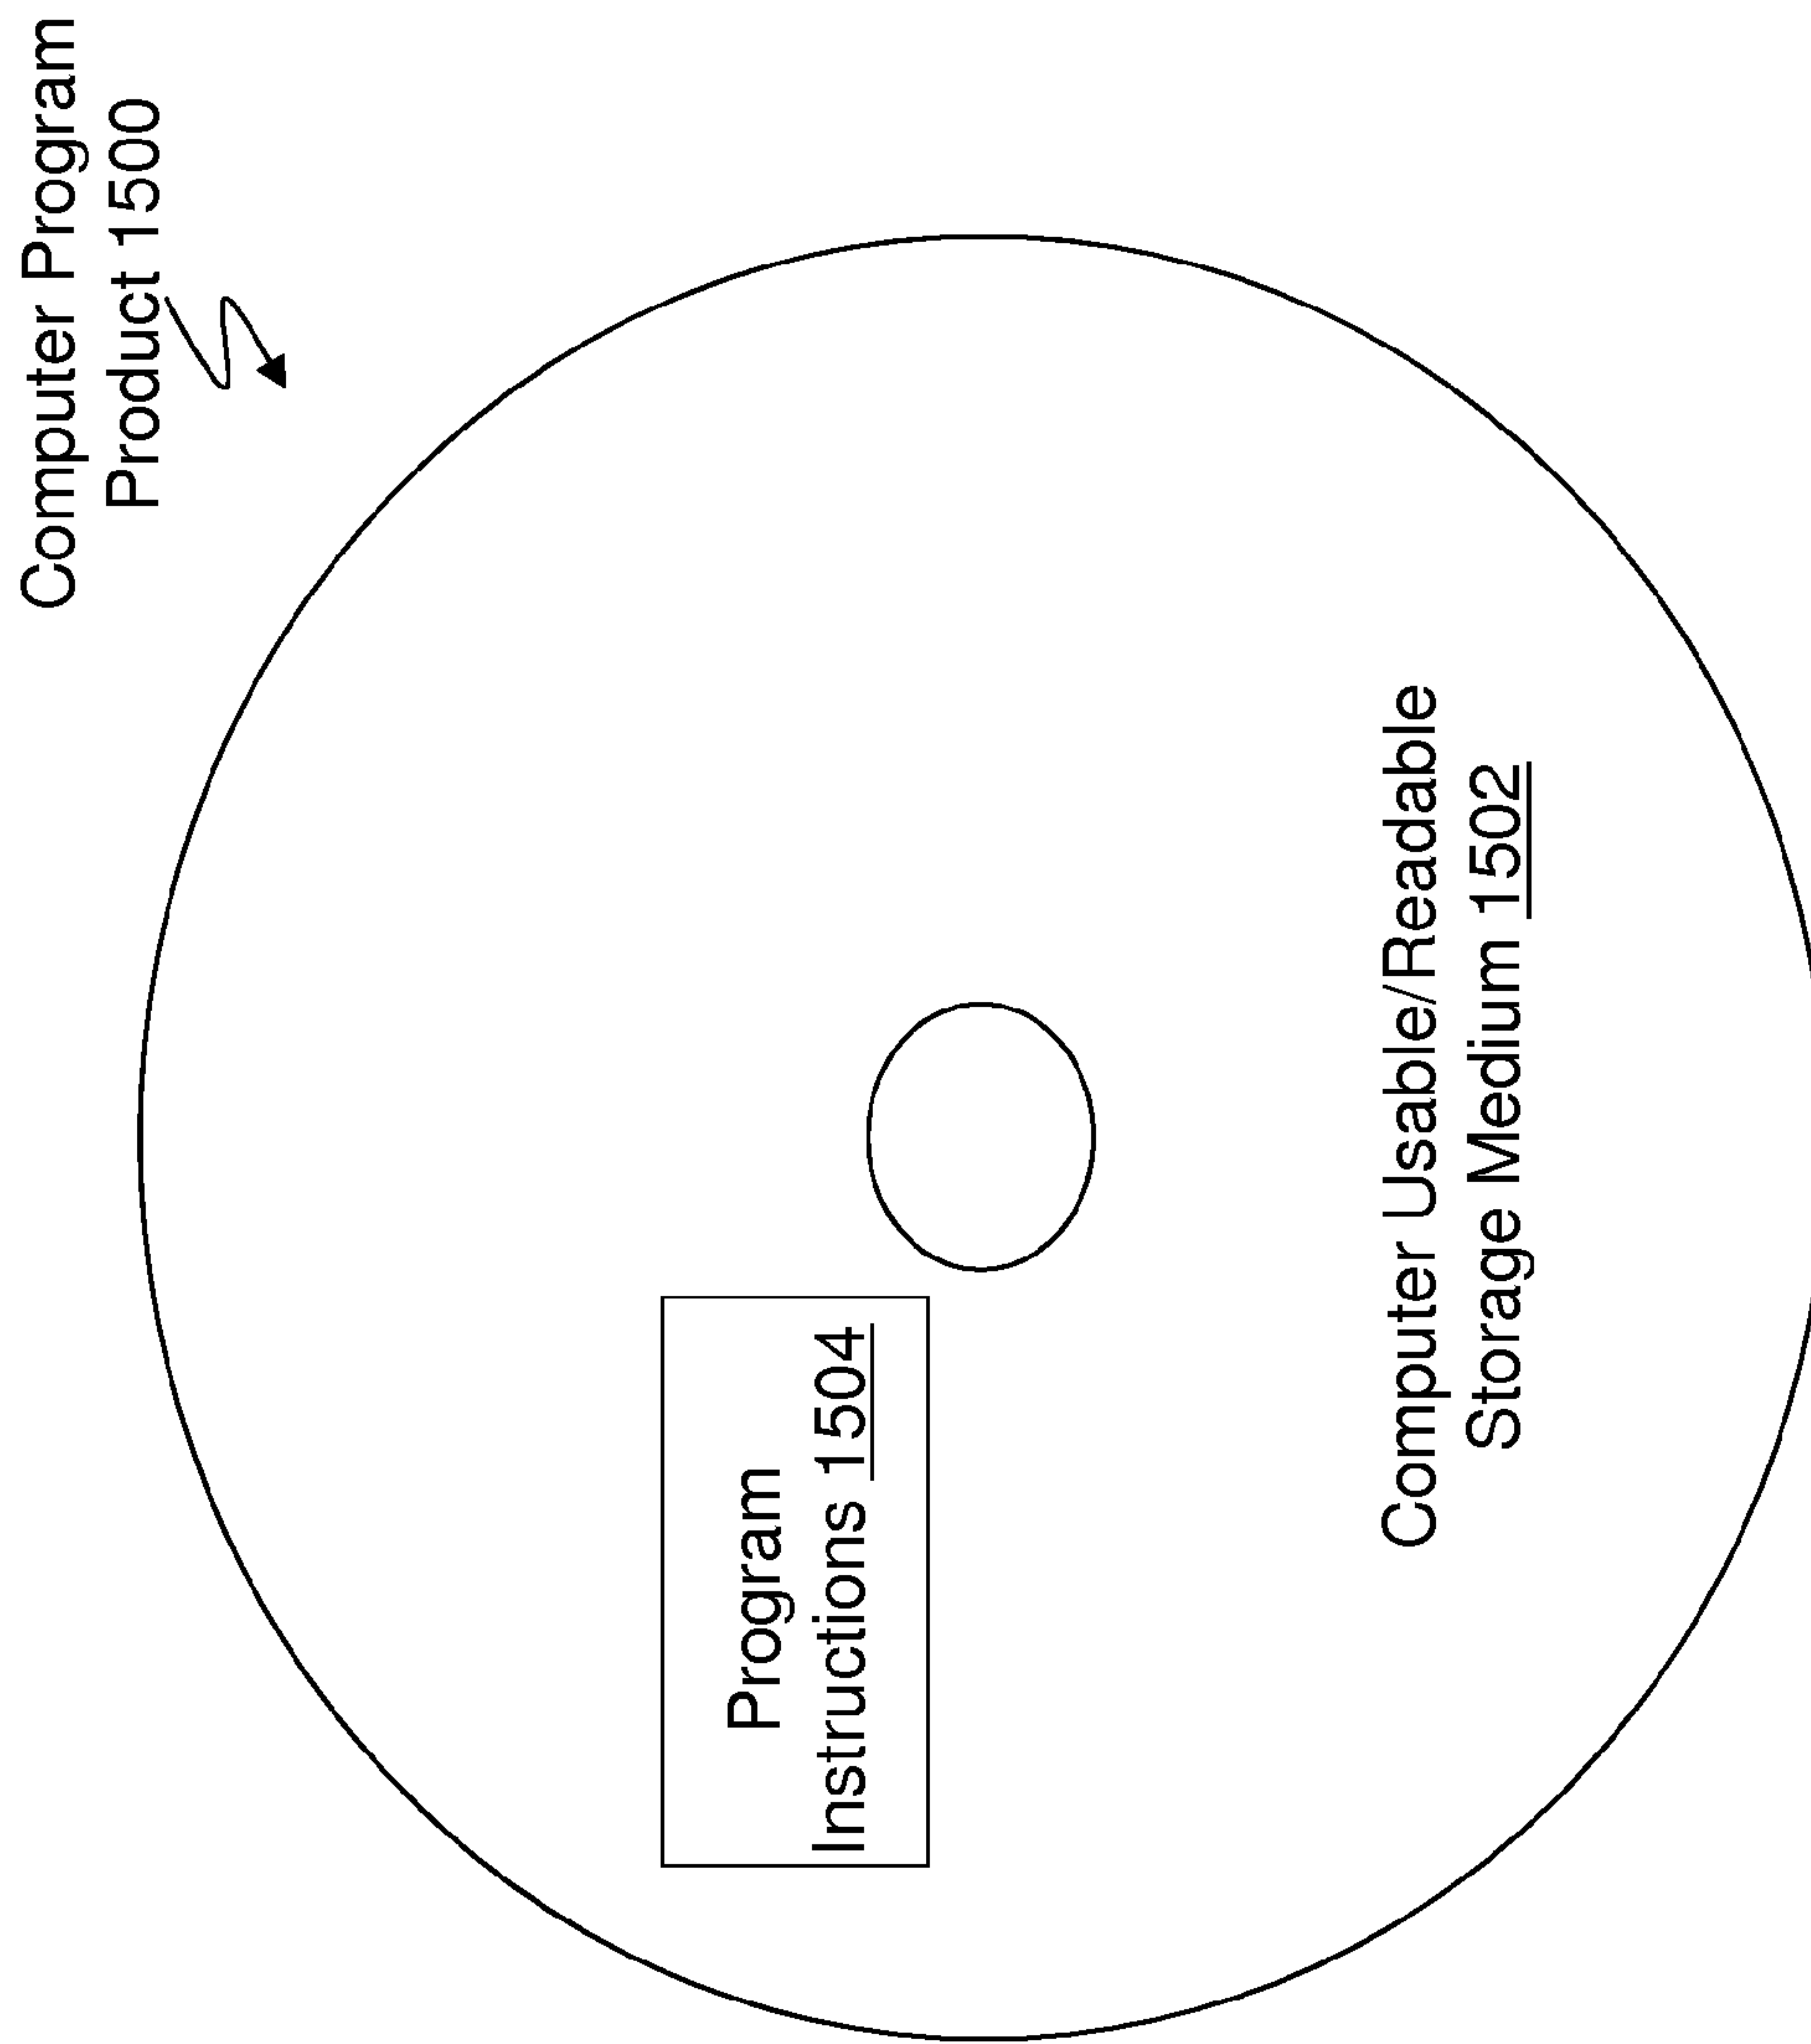 Computer Program
Product 1500
Program
Instructions 1504
Computer Usable/Readable
Storage Medium 1502